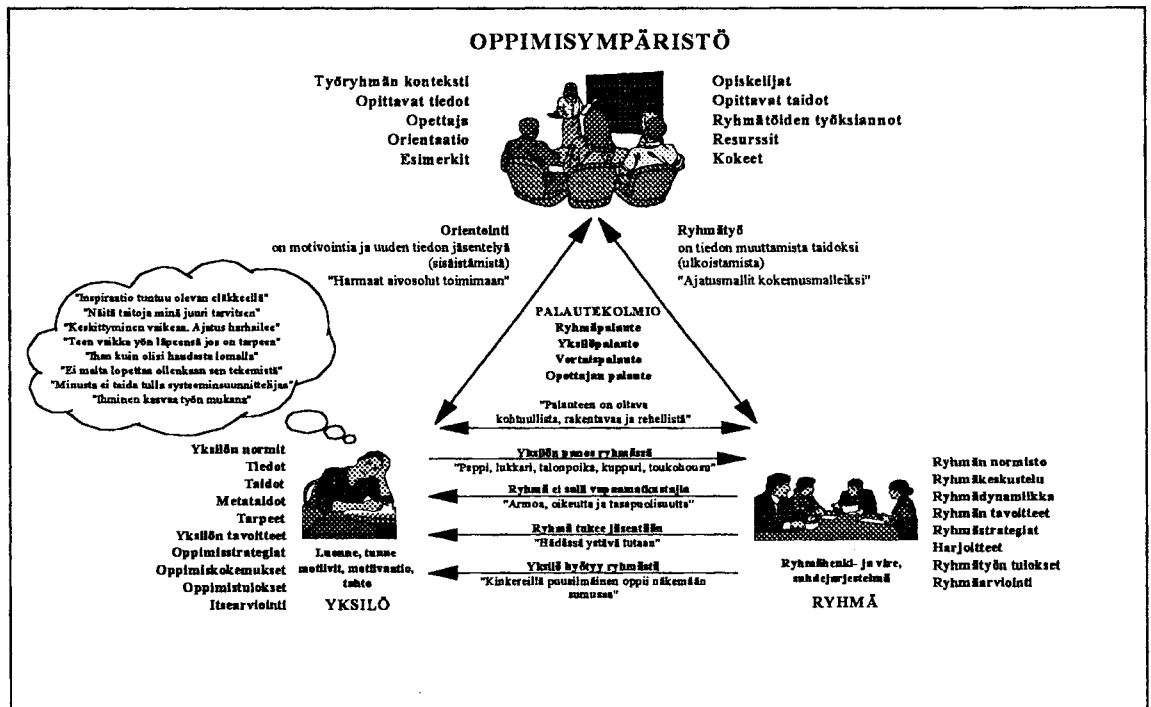 OPPIMISYMPÄRISTÖ
Työryhmän konteksti
Opittavat tiedot
Opettaja
Orientaatio
Esimerkit
Opiskelijat
Opittavat taidot
Ryhmätöiden työksiannot
Resurssit
Kokeet
Orientointi
on motivointia ja uuden tiedon jäsentelyä
(sisäistämistä)
"Harmaat aivosolut toimimaan"
Ryhmätyö
on tiedon muuttamista taidoksi
(ulkoistamista)
"Ajatusmallit kokemusmalleiksi"
"Inspiraatio tuntuu olevan eläkkeellä"
"Näitä taitoja minä juuri tarvitsen"
"Keskittyminen vaikeaa. Ajatus harhailee"
"Teen vaikka yön läpeensä jos on tarpeen"
"Ihan kuin olisi haudasta lomalla"
"Ei malta lopettaa ollenkaan sen tekemistä"
"Minusta ei taida tulla systeeminsuunnittelijaa"
"Ihminen kasvaa työn mukana"
PALAUTEKOLMIO
Ryhmäpalaute
Yksilöpalaute
Vertaispalaute
Opettajan palaute
"Palautteen on oltava
kohtuullista, rakentavaa ja rehellistä"
Yksilön panos ryhmässä
"Pappi, lukkari, talonpoika, kuppari, toukohousu"
Ryhmä ei salli vapaamatkustajia
"Armoa, oikeutta ja tasapuolisuutta"
Ryhmä tukee jäsentään
"Hädässä ystävä tutaan"
Yksilö hyötyy ryhmästä
"Kinkereillä puusilmäinen oppii näkemään
sumussa"
Yksilön normit
Tiedot
Taidot
Metataidot
Tarpeet
Yksilön tavoitteet
Oppimisstrategiat
Oppimiskokemukset
Oppimistulokset
Itsearviointi
Luonne, tunne
motiivit, motivaatio,
tahto
YKSILÖ
Ryhmähenki- ja vire,
suhdejärjestelmä
RYHMÄ
Ryhmän normisto
Ryhmäkeskustelu
Ryhmädynamiikka
Ryhmän tavoitteet
Ryhmästrategiat
Harjoitteet
Ryhmätyön tulokset
Ryhmäarviointi